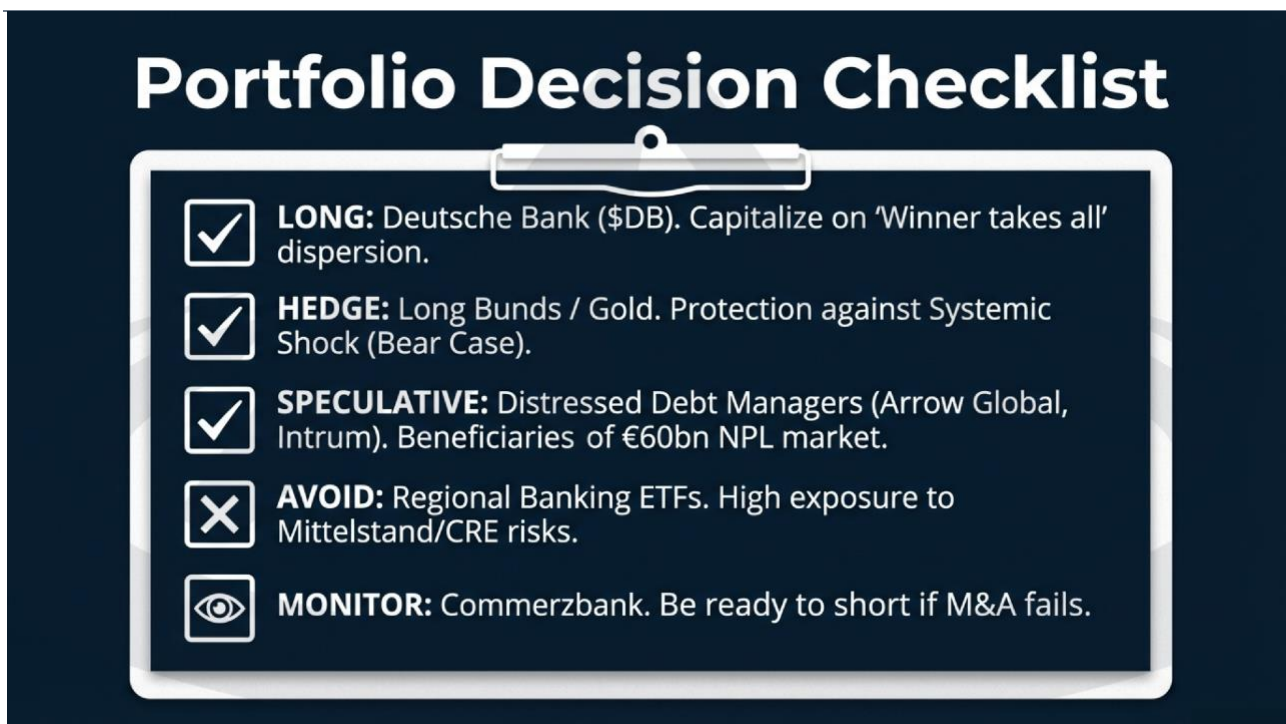 Portfolio Decision Checklist
LONG: Deutsche Bank ($DB). Capitalize on ‘Winner takes all’
dispersion.
HEDGE: Long Bunds / Gold. Protection against Systemic
Shock (Bear Case).
SPECULATIVE: Distressed Debt Managers (Arrow Global,
Intrum). Beneficiaries of €60bn NPL market.
AVOID: Regional Banking ETFs. High exposure to
Mittelstand/CRE risks.
MONITOR: Commerzbank. Be ready to short if M&A fails.